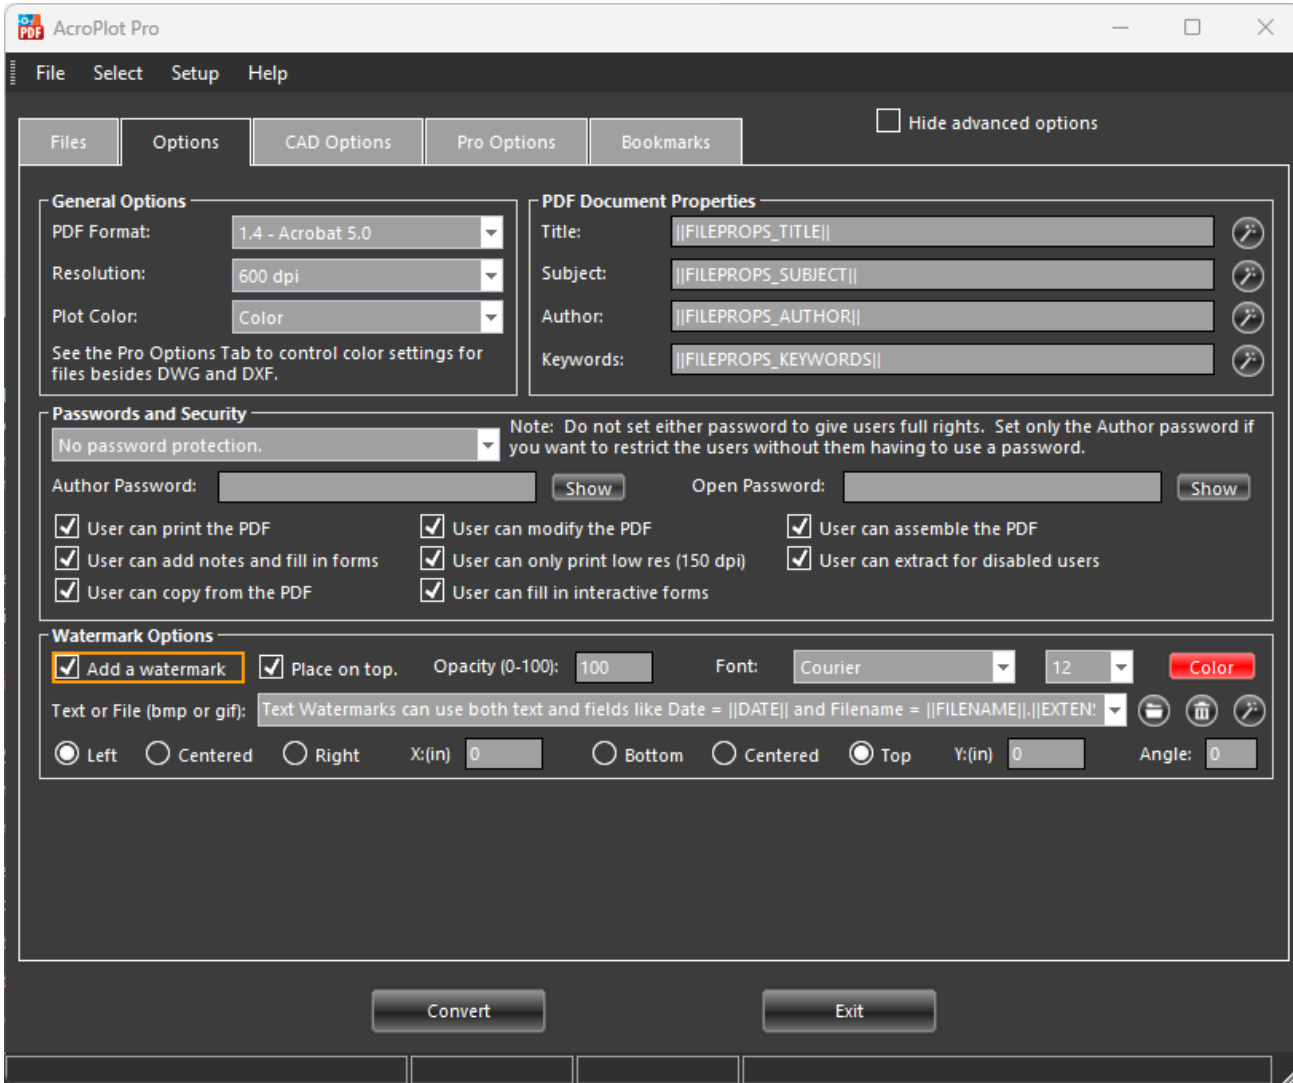 AcroPlot Pro
File Select Setup Help
Files Options CAD Options Pro Options Bookmarks
Hide advanced options
General Options
PDF Format: 1.4 - Acrobat 5.0
Resolution: 600 dpi
Plot Color: Color
See the Pro Options Tab to control color settings for
files besides DWG and DXF.
PDF Document Properties
Title: ||FILEPROPS_TITLE||
Subject: ||FILEPROPS_SUBJECT||
Author: ||FILEPROPS_AUTHOR||
Keywords: ||FILEPROPS_KEYWORDS||
Passwords and Security
No password protection.
Note: Do not set either password to give users full rights. Set only the Author password if
you want to restrict the users without them having to use a password.
Author Password: Show Open Password: Show
User can print the PDF User can modify the PDF User can assemble the PDF
User can add notes and fill in forms User can only print low res (150 dpi) User can extract for disabled users
User can copy from the PDF User can fill in interactive forms
Watermark Options
Add a watermark Place on top. Opacity (0-100): 100 Font: Courier 12 Color
Text or File (bmp or gif): Text Watermarks can use both text and fields like Date = ||DATE|| and Filename = ||FILENAME||.||EXTEN
Left Centered Right X:(in) 0 Bottom Centered Top Y:(in) 0 Angle: 0
Convert Exit